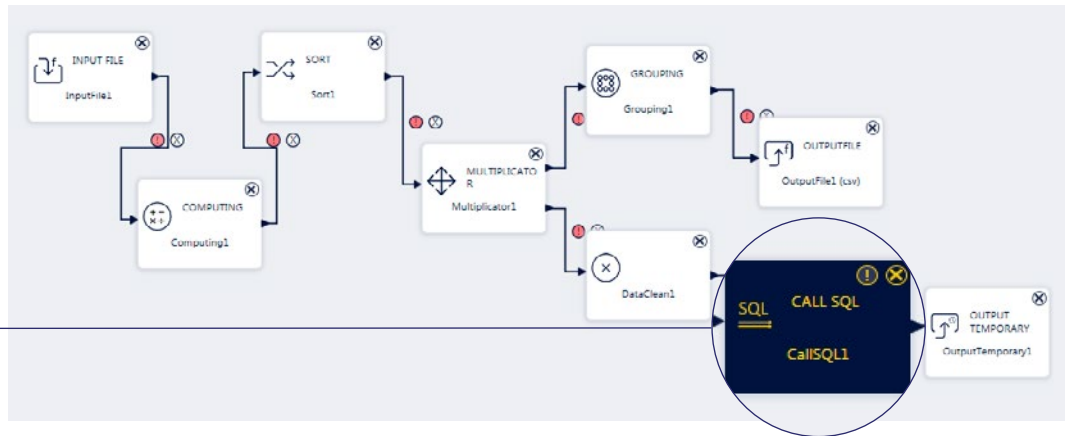 INPUT FILE
InputFile1
SORT
Sort1
COMPUTING
Computing1
MULTIPLICATO
R
Multiplicator1
GROUPING
Grouping1
OUTPUTFILE
OutputFile1 (csv)
DataClean1
SQL
CALL SQL
CallSQL1
OUTPUT
TEMPORARY
OutputTemporary1